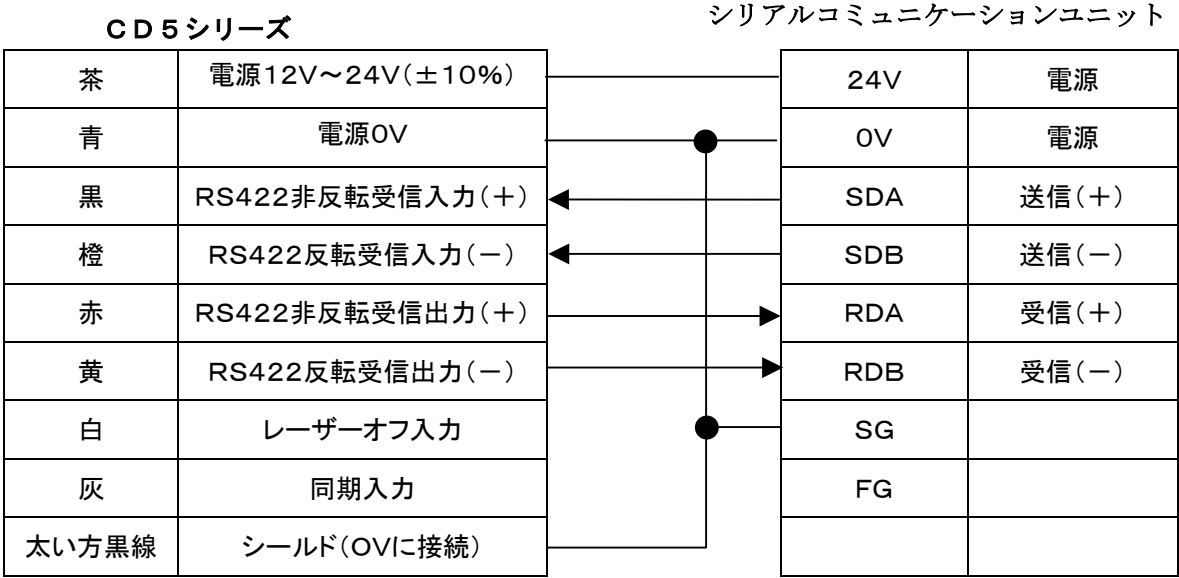 シリアルコミュニケーションユニット
CD5シリーズ
茶 電源12V～24V(±10%) 24V 電源
青 電源0V 0V 電源
黒 RS422非反転受信入力(＋) SDA 送信(＋)
橙 RS422反転受信入力(－) SDB 送信(－)
赤 RS422非反転受信出力(＋) RDA 受信(＋)
黄 RS422反転受信出力(－) RDB 受信(－)
白 レーザーオフ入力 SG
灰 同期入力 FG
太い方黒線 シールド(OVに接続)